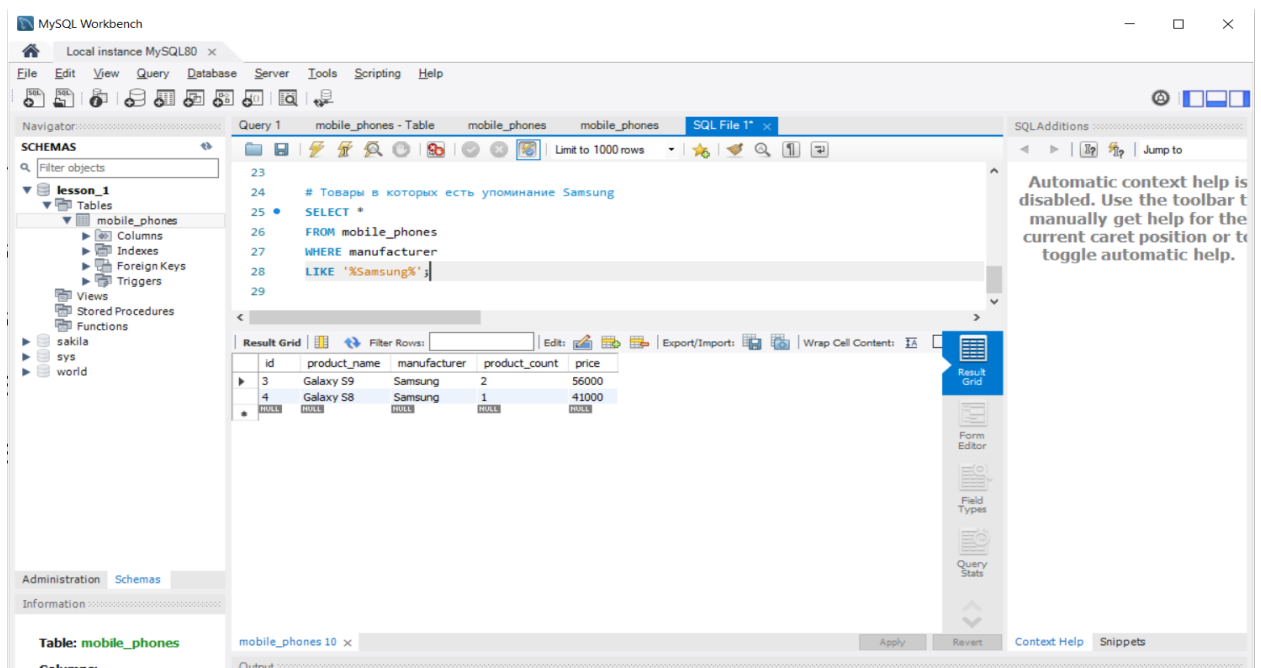 MySQL Workbench
Local instance MySQL80
File Edit View Query Database Server Tools Scripting Help
Navigator
SCHEMAS
Filter objects
lesson_1
Tables
mobile_phones
Columns
Indexes
Foreign Keys
Triggers
Views
Stored Procedures
Functions
sakila
sys
world
Administration Schemas
Information
Table: mobile_phones
Columns:
Query 1 mobile_phones - Table mobile_phones mobile_phones SQL File 1*
Limit to 1000 rows
23
24 # Товары в которых есть упоминание Samsung
25 SELECT *
26 FROM mobile_phones
27 WHERE manufacturer
28 LIKE '%Samsung%';
29
Result Grid Filter Rows: Edit: Export/Import: Wrap Cell Content:
id product_name manufacturer product_count price
3 Galaxy S9 Samsung 2 56000
4 Galaxy S8 Samsung 1 41000
NULL NULL NULL NULL NULL
Result
Grid
Form
Editor
Field
Types
Query
Stats
mobile_phones 10 Apply Revert
Output
SQLAdditions
Jump to
Automatic context help is
disabled. Use the toolbar t
manually get help for the
current caret position or to
toggle automatic help.
Context Help Snippets